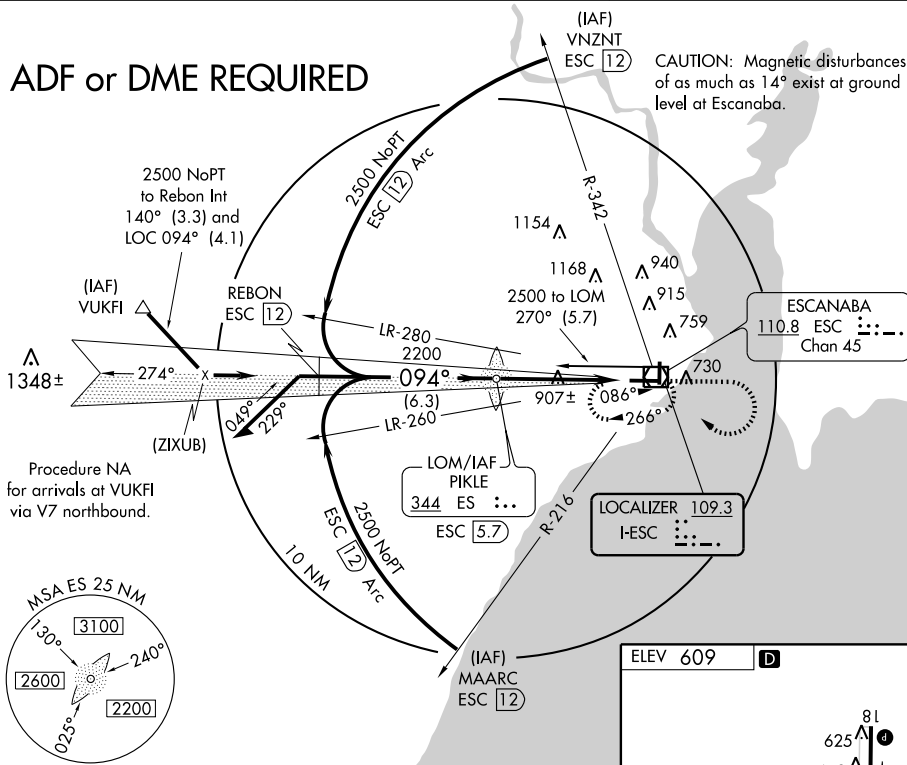 ADF or DME REQUIRED
(IAF)
VNZNT
ESC 12
CAUTION: Magnetic disturbances
of as much as 14° exist at ground
level at Escanaba.
2500 NoPT
to Rebon Int
140° (3.3) and
LOC 094° (4.1)
2500 NoPT
ESC 12 Arc
R-342
1154
1168
940
915
759
730
2500 to LOM
270° (5.7)
(IAF)
VUKFI
REBON
ESC 12
LR-280
2200
ESCANABA
110.8 ESC
Chan 45
1348±
274°
094°
(6.3)
907±
086°
266°
049°
229°
LR-260
(ZIXUB)
LOM/IAF
PIKLE
344 ES
ESC 5.7
R-216
Procedure NA
for arrivals at VUKFI
via V7 northbound.
LOCALIZER 109.3
I-ESC
2500 NoPT
ESC 12 Arc
10 NM
MSA ES 25 NM
3100
130°
240°
2600
2200
025°
(IAF)
MAARC
ESC 12
ELEV 609
D
18
625
P